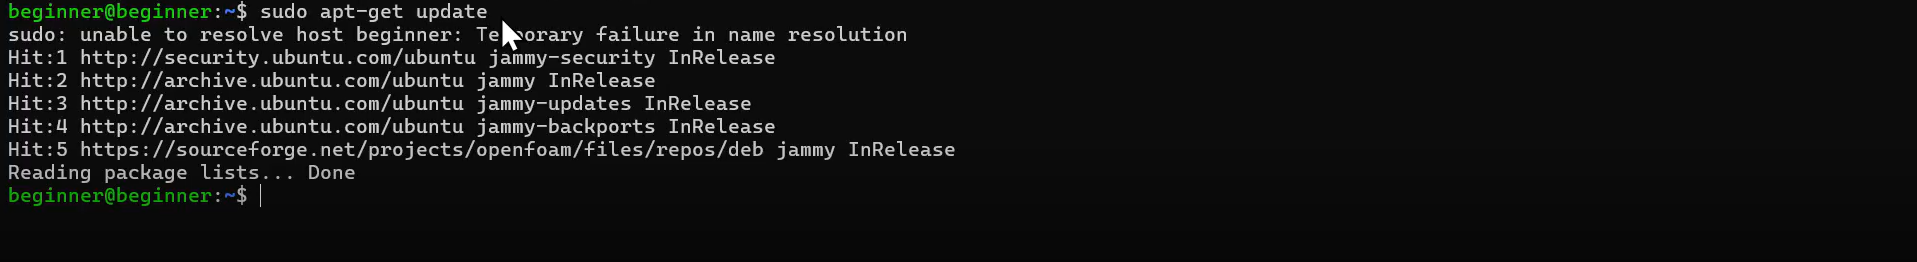 beginner@beginner:~$ sudo apt-get update
sudo: unable to resolve host beginner: Temporary failure in name resolution
Hit:1 http://security.ubuntu.com/ubuntu jammy-security InRelease
Hit:2 http://archive.ubuntu.com/ubuntu jammy InRelease
Hit:3 http://archive.ubuntu.com/ubuntu jammy-updates InRelease
Hit:4 http://archive.ubuntu.com/ubuntu jammy-backports InRelease
Hit:5 https://sourceforge.net/projects/openfoam/files/repos/deb jammy InRelease
Reading package lists... Done
beginner@beginner:~$